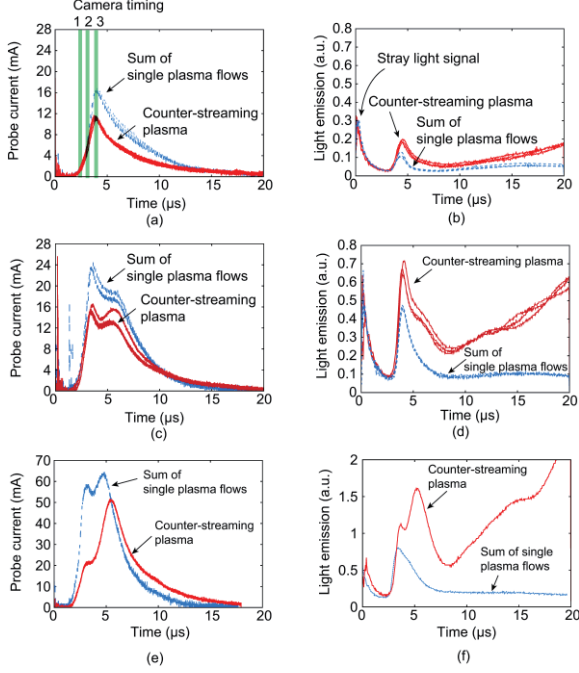 Camera timing
1 2 3
28
24
20
16
12
8
4
0
Probe current (mA)
Sum of
single plasma flows
Counter-streaming
plasma
0 5 10 15 20
Time (µs)
(a)
0.8
0.7
0.6
0.5
0.4
0.3
0.2
0.1
0
Light emission (a.u.)
Stray light signal
Counter-streaming plasma
Sum of
single plasma flows
0 5 10 15 20
Time (µs)
(b)
28
24
20
16
12
8
4
0
Probe current (mA)
Sum of
single plasma flows
Counter-streaming
plasma
0 5 10 15 20
Time (µs)
(c)
0.8
0.7
0.6
0.5
0.4
0.3
0.2
0.1
0
Light emission (a.u.)
Counter-streaming plasma
Sum of
single plasma flows
0 5 10 15 20
Time (µs)
(d)
70
60
50
40
30
20
10
0
Probe current (mA)
Sum of
single plasma flows
Counter-streaming
plasma
0 5 10 15 20
Time (µs)
(e)
2
1.5
1
0.5
0
Light emission (a.u.)
Counter-streaming
plasma
Sum of single
plasma flows
0 5 10 15 20
Time (µs)
(f)